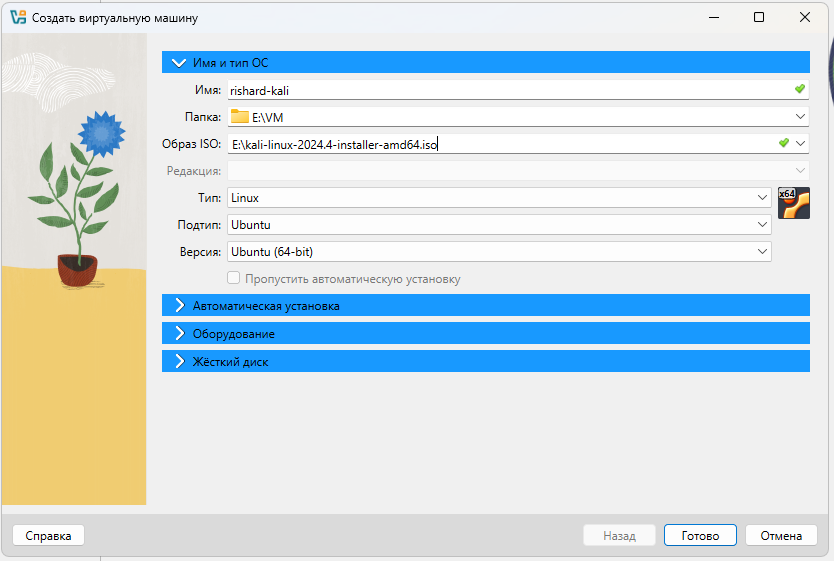 Создать виртуальную машину
Имя и тип ОС
Имя: rishard-kali
Папка: E:\VM
Образ ISO: E:\kali-linux-2024.4-installer-amd64.iso
Редакция:
Тип: Linux
x64
Подтип: Ubuntu
Версия: Ubuntu (64-bit)
Пропустить автоматическую установку
Автоматическая установка
Оборудование
Жёсткий диск
Справка Назад Готово Отмена